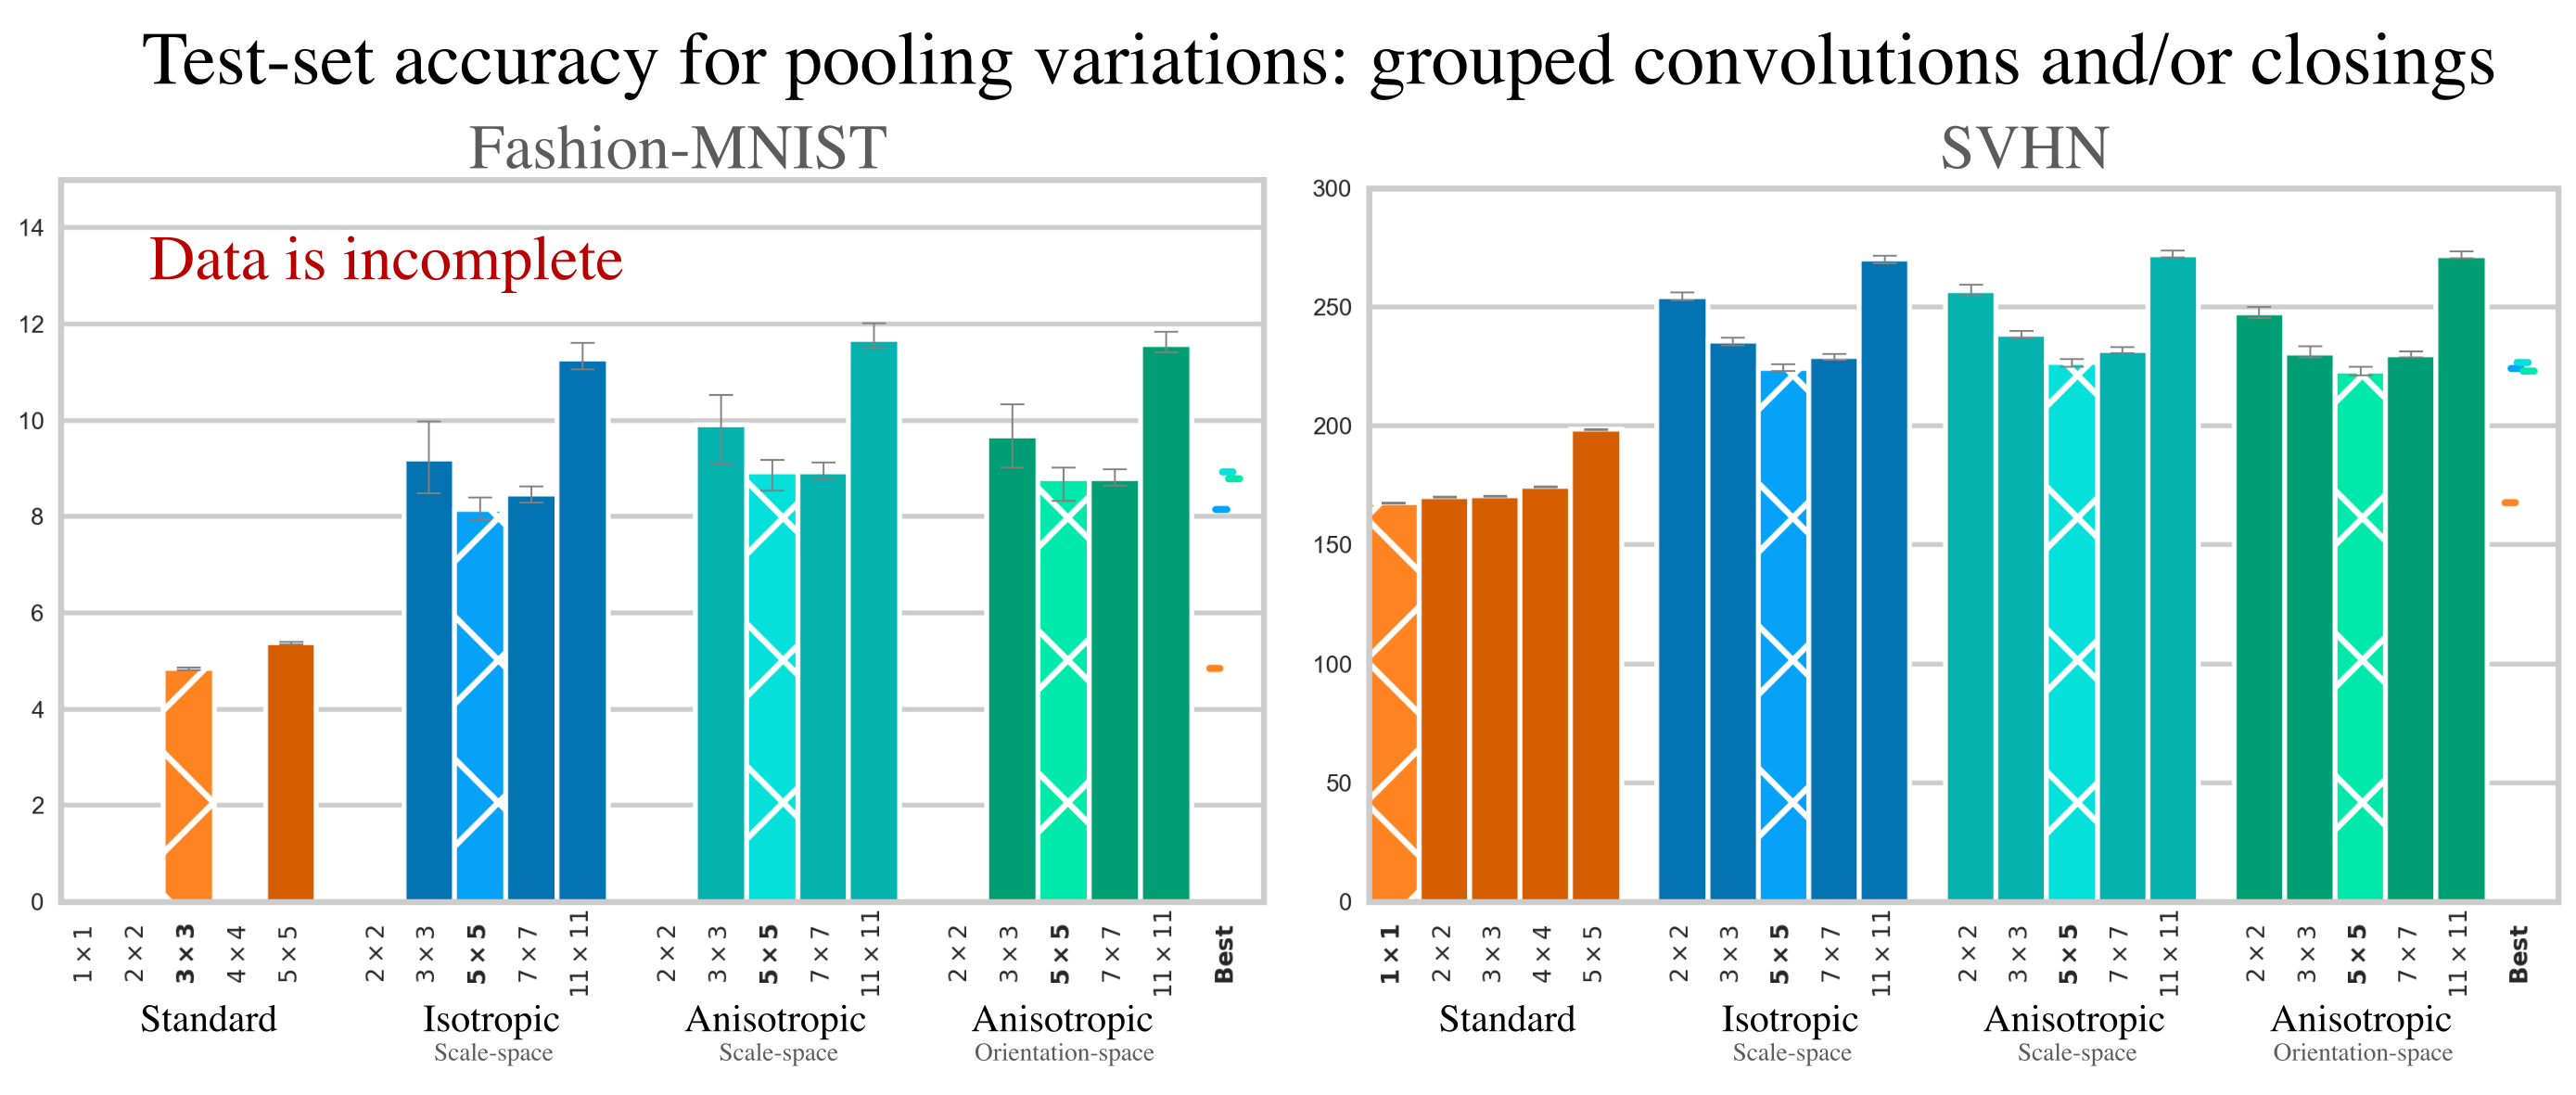 Test-set accuracy for pooling variations: grouped convolutions and/or closings
Fashion-MNIST
14
12
10
8
6
4
2
0
Data is incomplete
1×1
2×2
3×3
4×4
5×5
2×2
3×3
5×5
7×7
11×11
2×2
3×3
5×5
7×7
11×11
2×2
3×3
5×5
7×7
11×11
Best
Standard
Isotropic
Scale-space
Anisotropic
Scale-space
Anisotropic
Orientation-space
SVHN
300
250
200
150
100
50
0
1×1
2×2
3×3
4×4
5×5
2×2
3×3
5×5
7×7
11×11
2×2
3×3
5×5
7×7
11×11
2×2
3×3
5×5
7×7
11×11
Best
Standard
Isotropic
Scale-space
Anisotropic
Scale-space
Anisotropic
Orientation-space